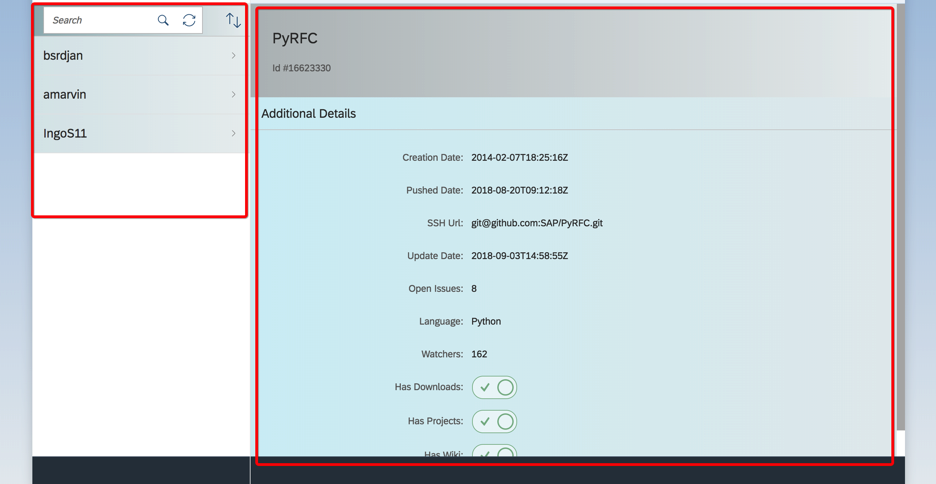 Search
bsrdjan
amarvin
IngoS11
PyRFC
Id #16623330
Additional Details
Creation Date: 2014-02-07T18:25:16Z
Pushed Date: 2018-08-20T09:12:18Z
SSH Url: git@github.com:SAP/PyRFC.git
Update Date: 2018-09-03T14:58:55Z
Open Issues: 8
Language: Python
Watchers: 162
Has Downloads:
Has Projects:
Has Wiki: